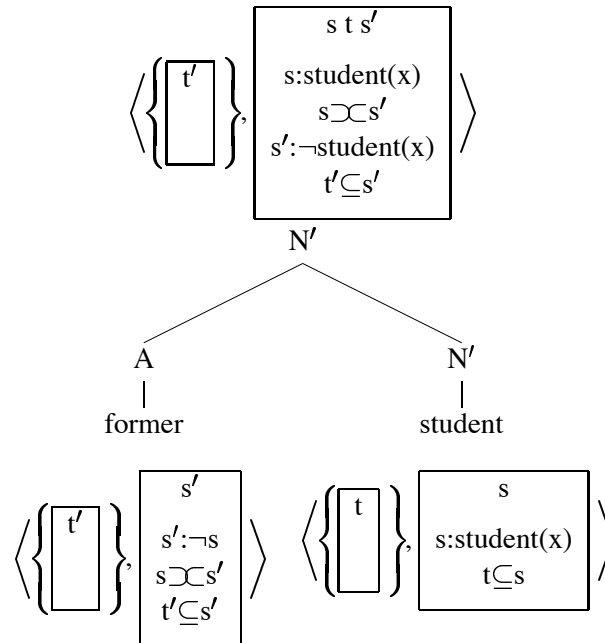 s t s′
t′
s:student(x)
s⊃⊂s′
s′:¬student(x)
t′⊆s′
⟨{ }, ⟩
N′
A N′
former student
s′ s
t′ t
s′:¬s s:student(x)
s⊃⊂s′ t⊆s
t′⊆s′
⟨{ }, ⟩ ⟨{ }, ⟩